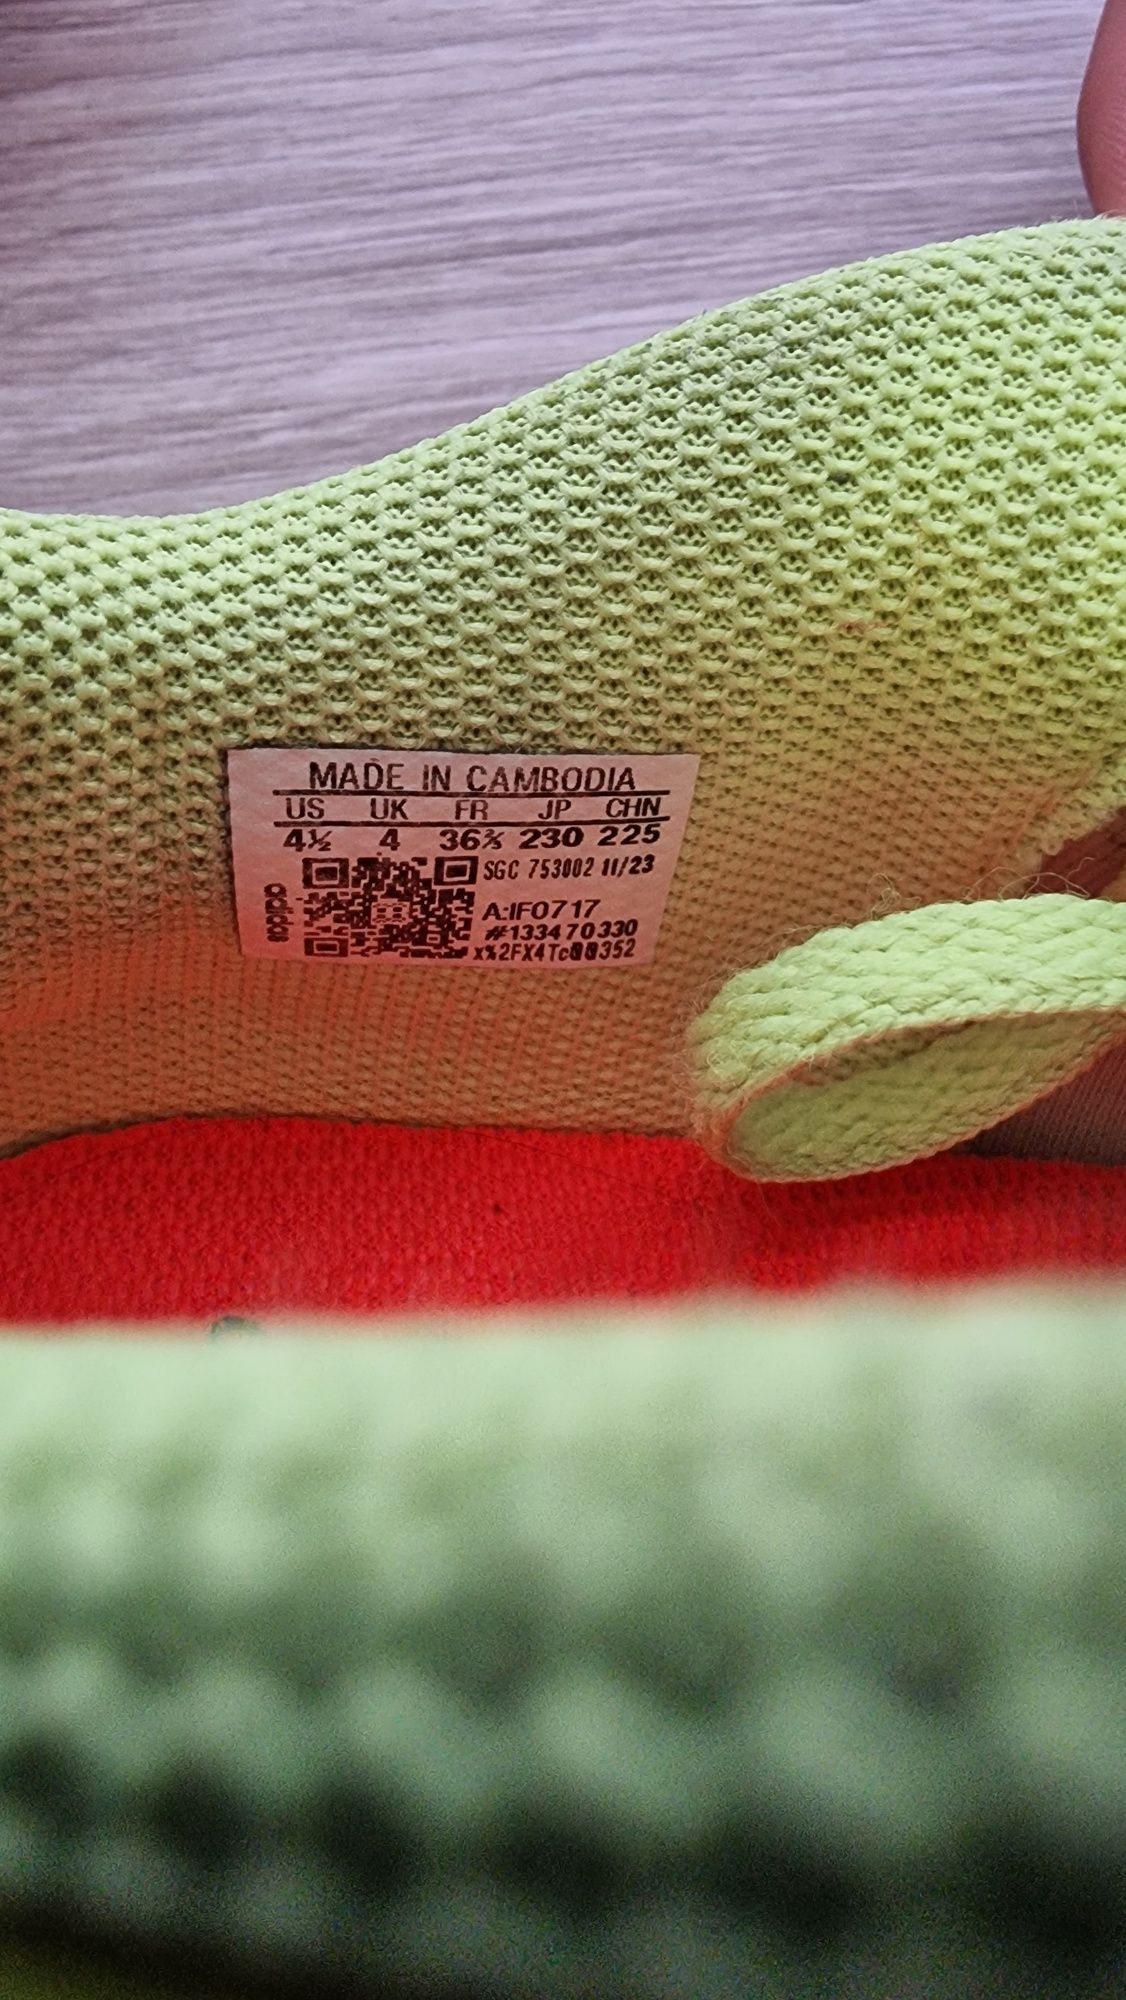 MADE IN CAMBODIA
US UK FR JP CHN
4½ 4 36⅔ 230 225
SGC 753002 11/23
adidas
A:IF0717
#133470330
x%2FX4Tc00352